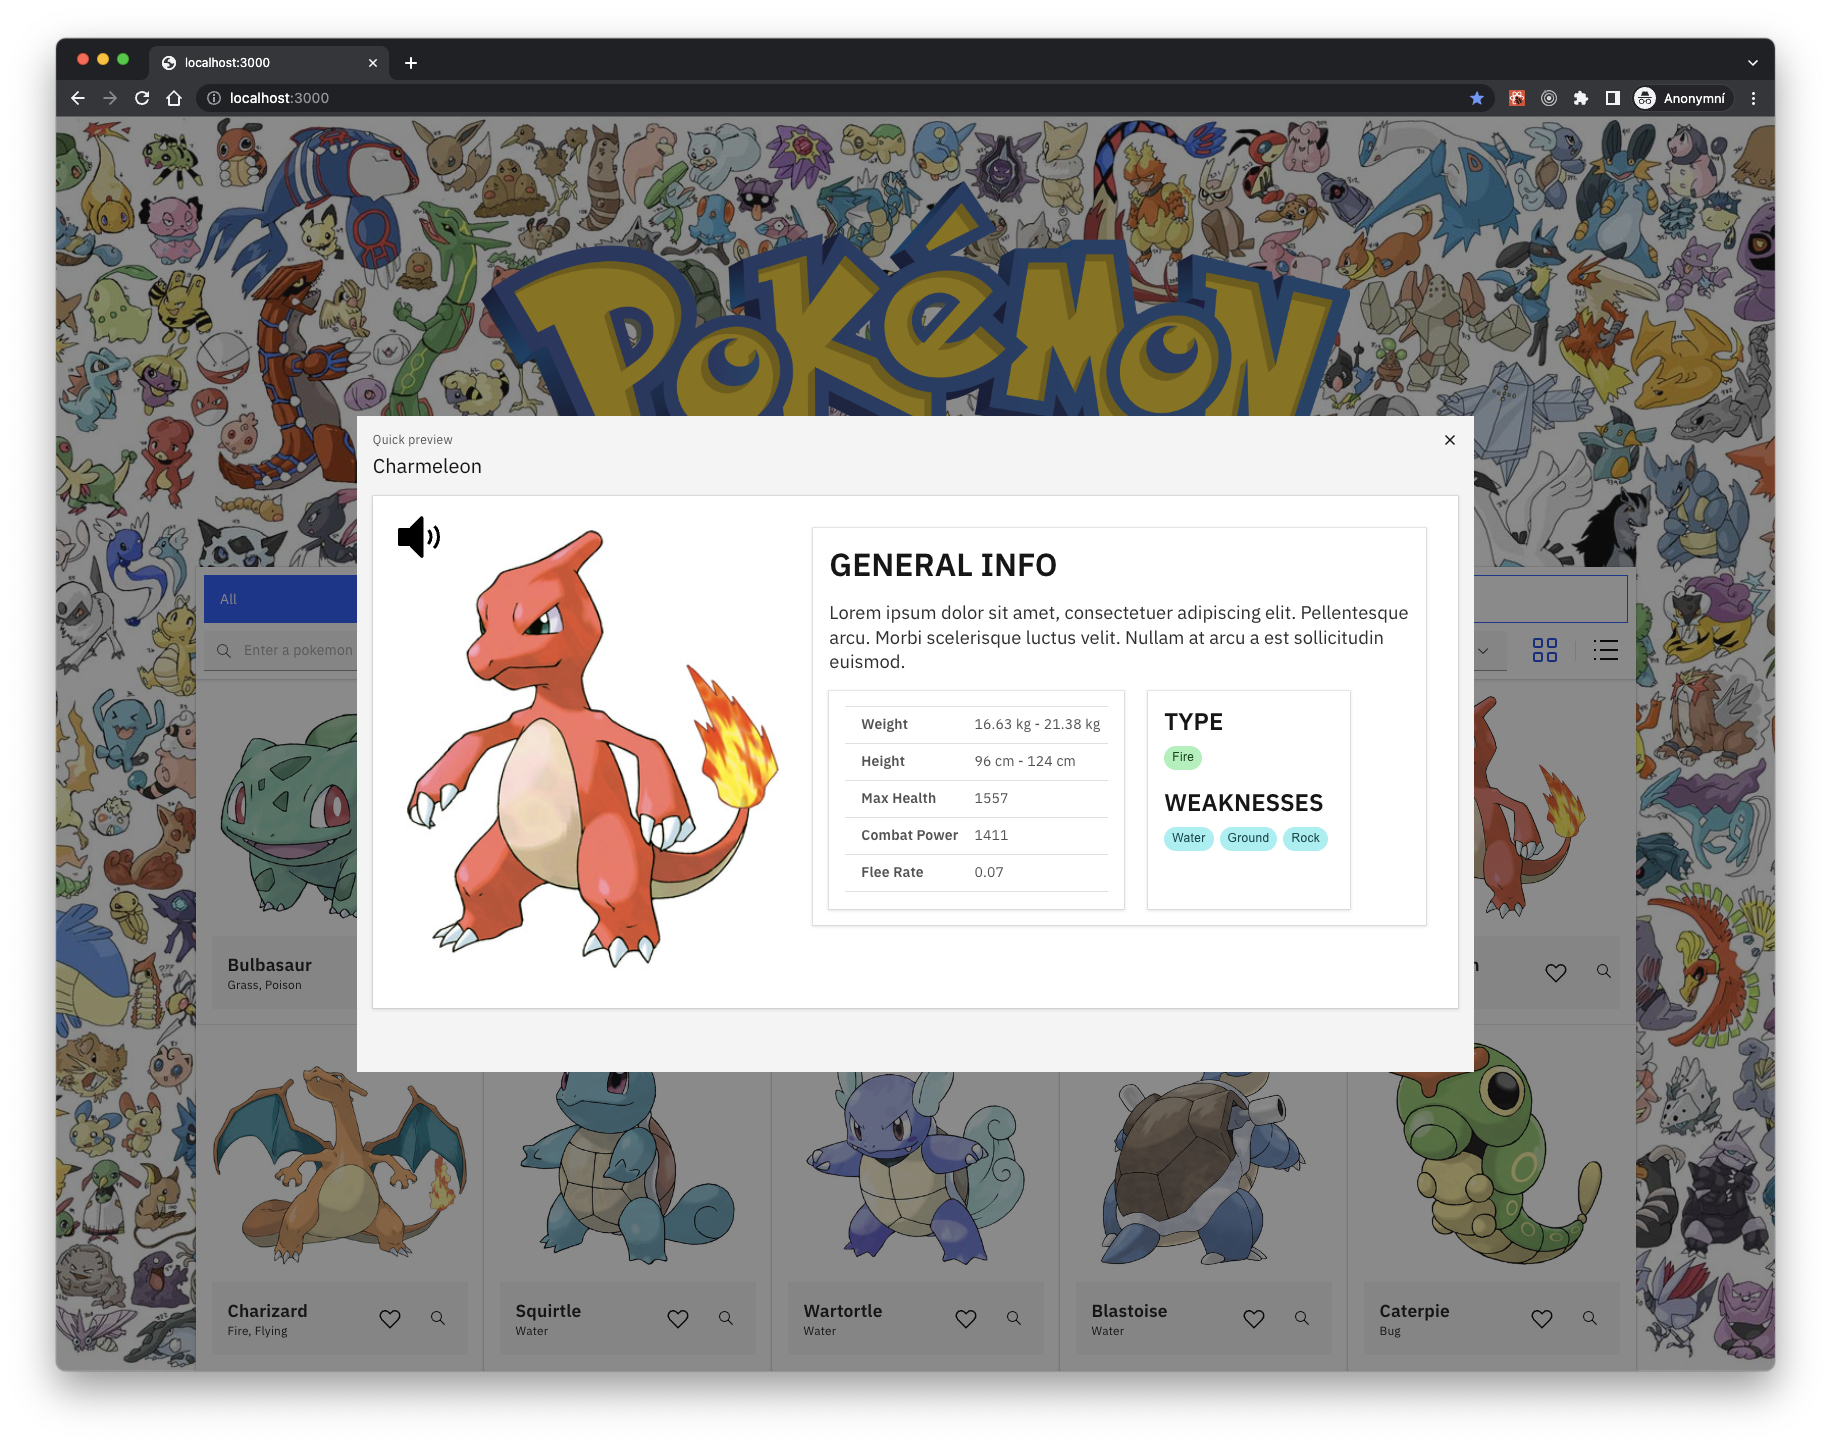 localhost:3000
localhost:3000
Anonymní
POKÉMON
Quick preview
Charmeleon
GENERAL INFO
Lorem ipsum dolor sit amet, consectetuer adipiscing elit. Pellentesque
arcu. Morbi scelerisque luctus velit. Nullam at arcu a est sollicitudin
euismod.
Weight 16.63 kg - 21.38 kg
Height 96 cm - 124 cm
Max Health 1557
Combat Power 1411
Flee Rate 0.07
TYPE
Fire
WEAKNESSES
Water Ground Rock
All
Enter a pokemon
Bulbasaur
Grass, Poison
Charizard
Fire, Flying
Squirtle
Water
Wartortle
Water
Blastoise
Water
Caterpie
Bug